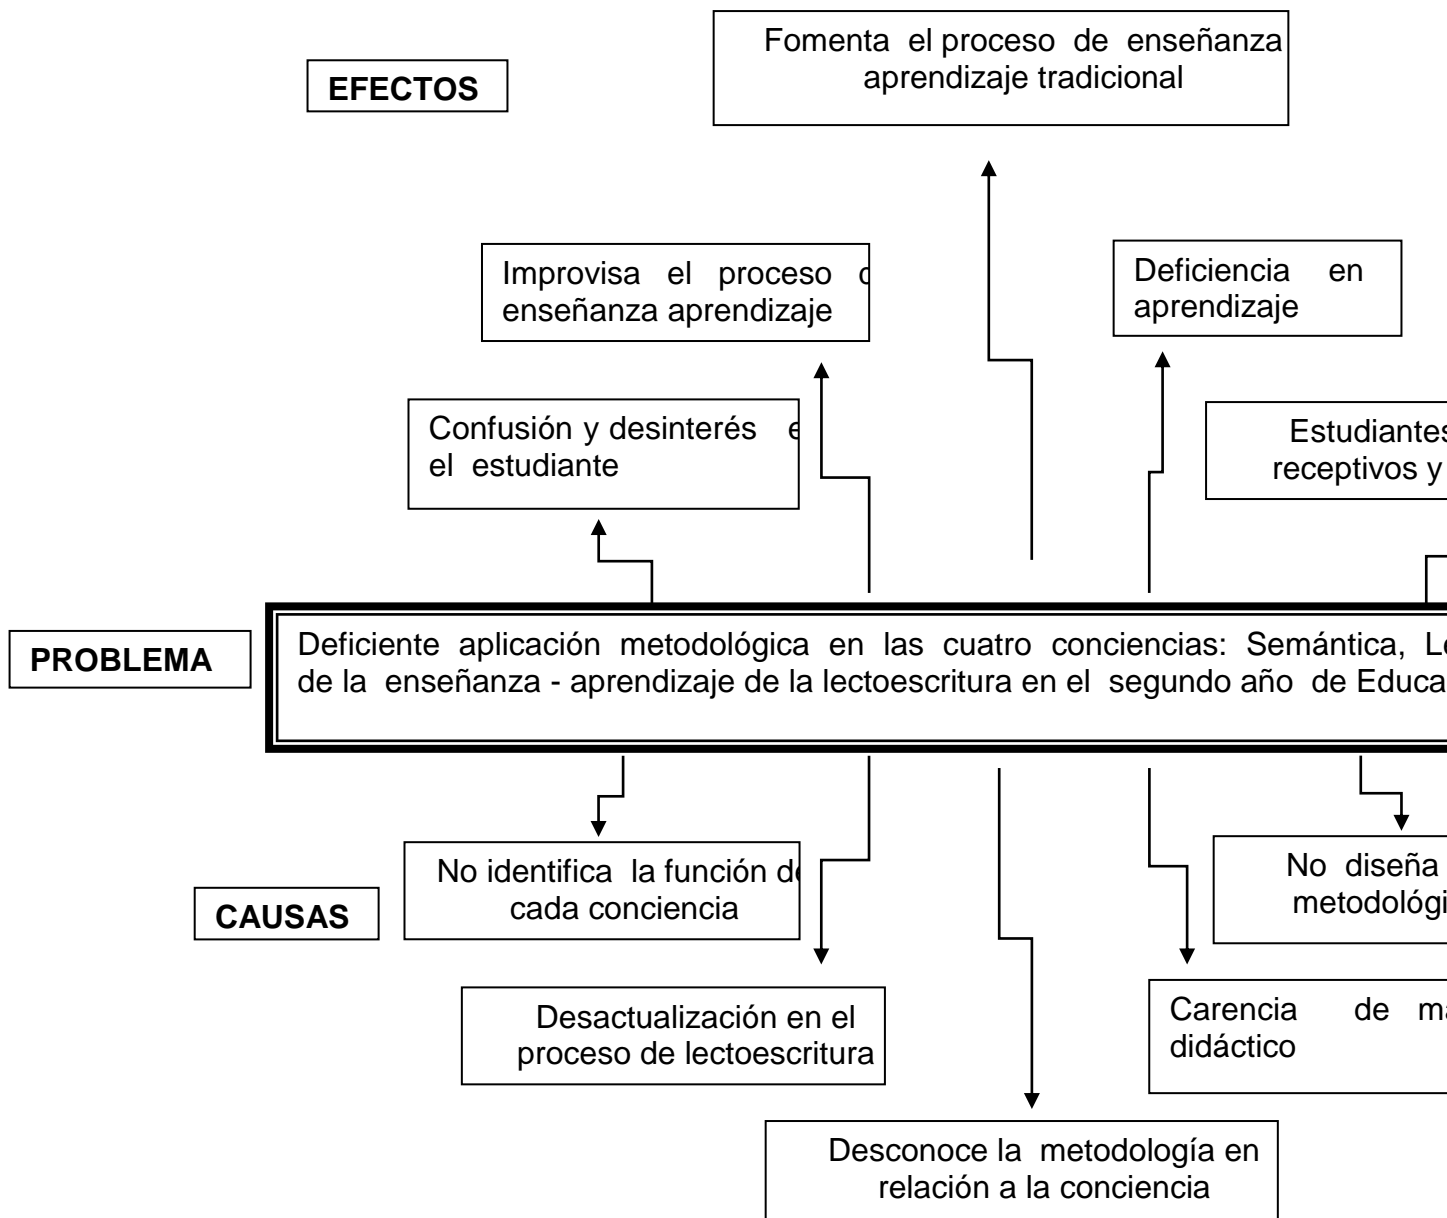 Fomenta el proceso de enseñanza
aprendizaje tradicional
EFECTOS
Improvisa el proceso
enseñanza aprendizaje
Deficiencia en
aprendizaje
Confusión y desinterés
el estudiante
Estudiantes
receptivos y
PROBLEMA
Deficiente aplicación metodológica en las cuatro conciencias: Semántica,
de la enseñanza - aprendizaje de la lectoescritura en el segundo año de
No identifica la función de
cada conciencia
No diseña
CAUSAS
Desactualización en el
proceso de lectoescritura
Carencia de
didáctico
Desconoce la metodología en
relación a la conciencia